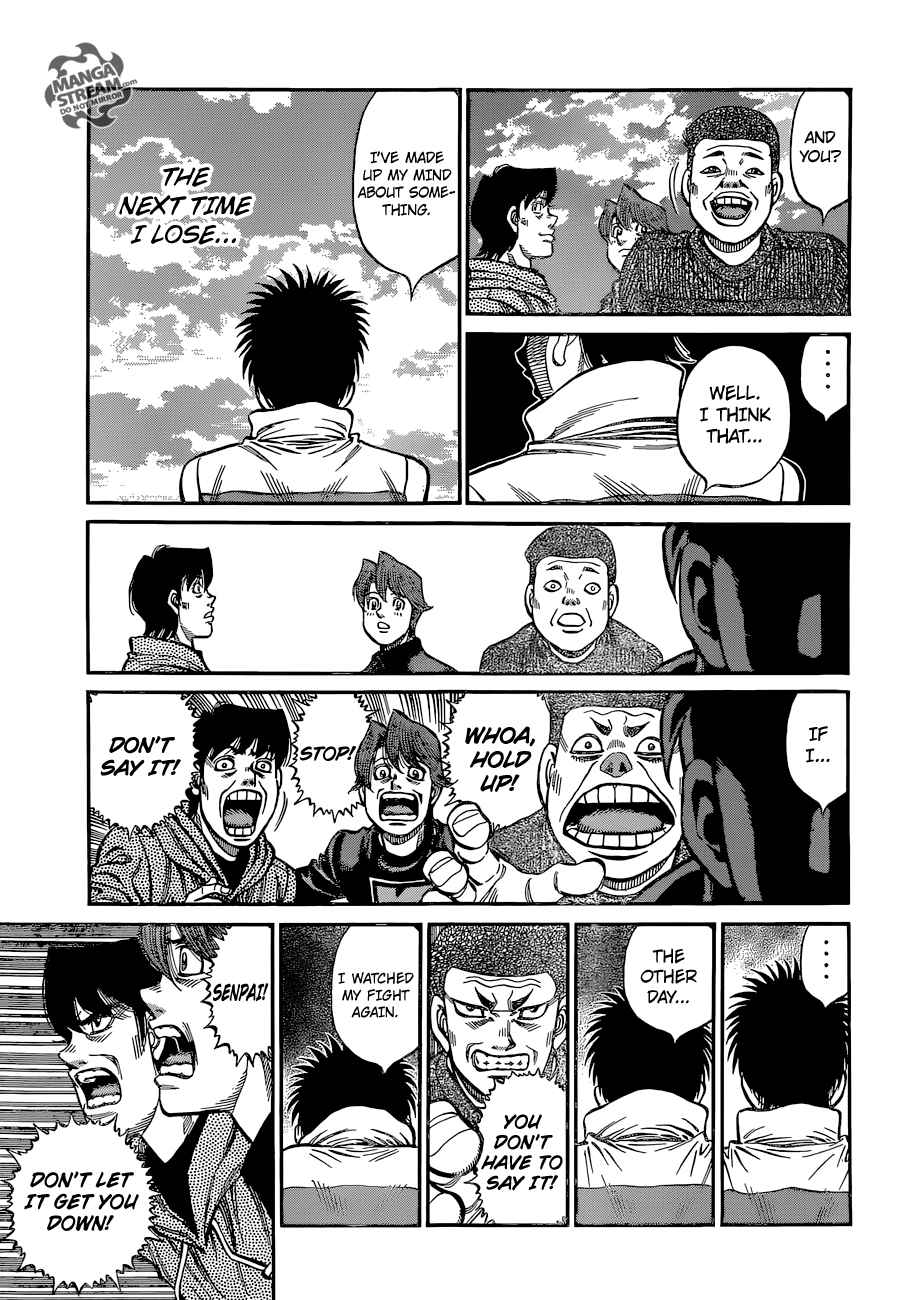 MANGA
STREAM.com
DO NOT MIRROR
AND
YOU?
I'VE MADE
UP MY MIND
ABOUT SOME-
THING.
THE
NEXT TIME
I LOSE...
....
WELL.
I THINK
THAT...
IF
I...
WHOA,
HOLD
UP!
STOP!
DON'T
SAY IT!
....
THE
OTHER
DAY...
YOU
DON'T
HAVE TO
SAY IT!
I WATCHED
MY FIGHT
AGAIN.
SENPAI!
DON'T LET
IT GET YOU
DOWN!